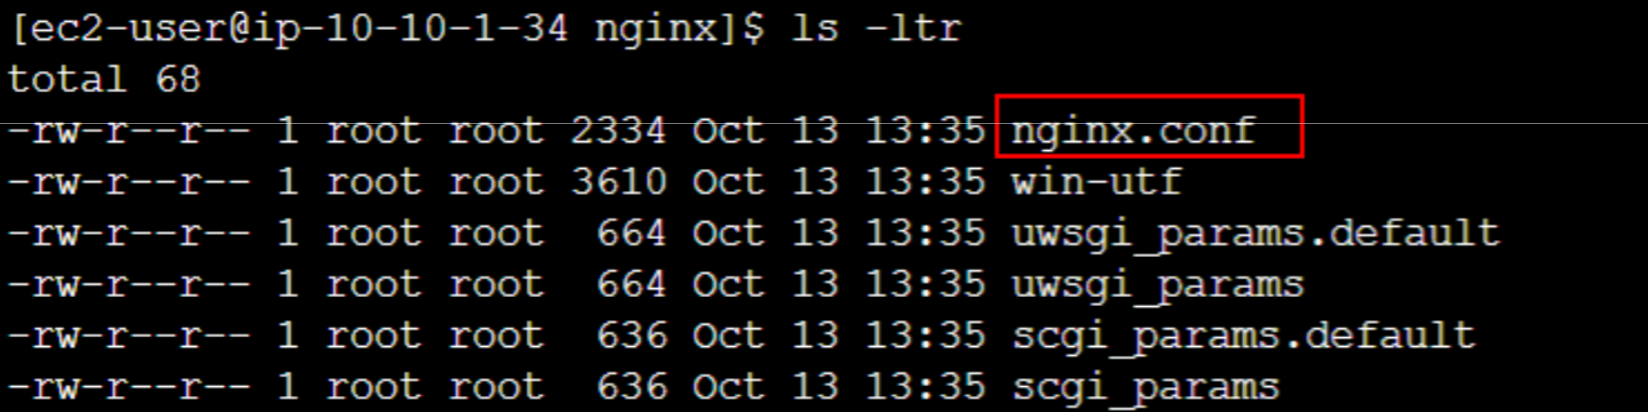 [ec2-user@ip-10-10-1-34 nginx]$ ls -ltr
total 68
-rw-r--r-- 1 root root 2334 Oct 13 13:35 nginx.conf
-rw-r--r-- 1 root root 3610 Oct 13 13:35 win-utf
-rw-r--r-- 1 root root  664 Oct 13 13:35 uwsgi_params.default
-rw-r--r-- 1 root root  664 Oct 13 13:35 uwsgi_params
-rw-r--r-- 1 root root  636 Oct 13 13:35 scgi_params.default
-rw-r--r-- 1 root root  636 Oct 13 13:35 scgi_params